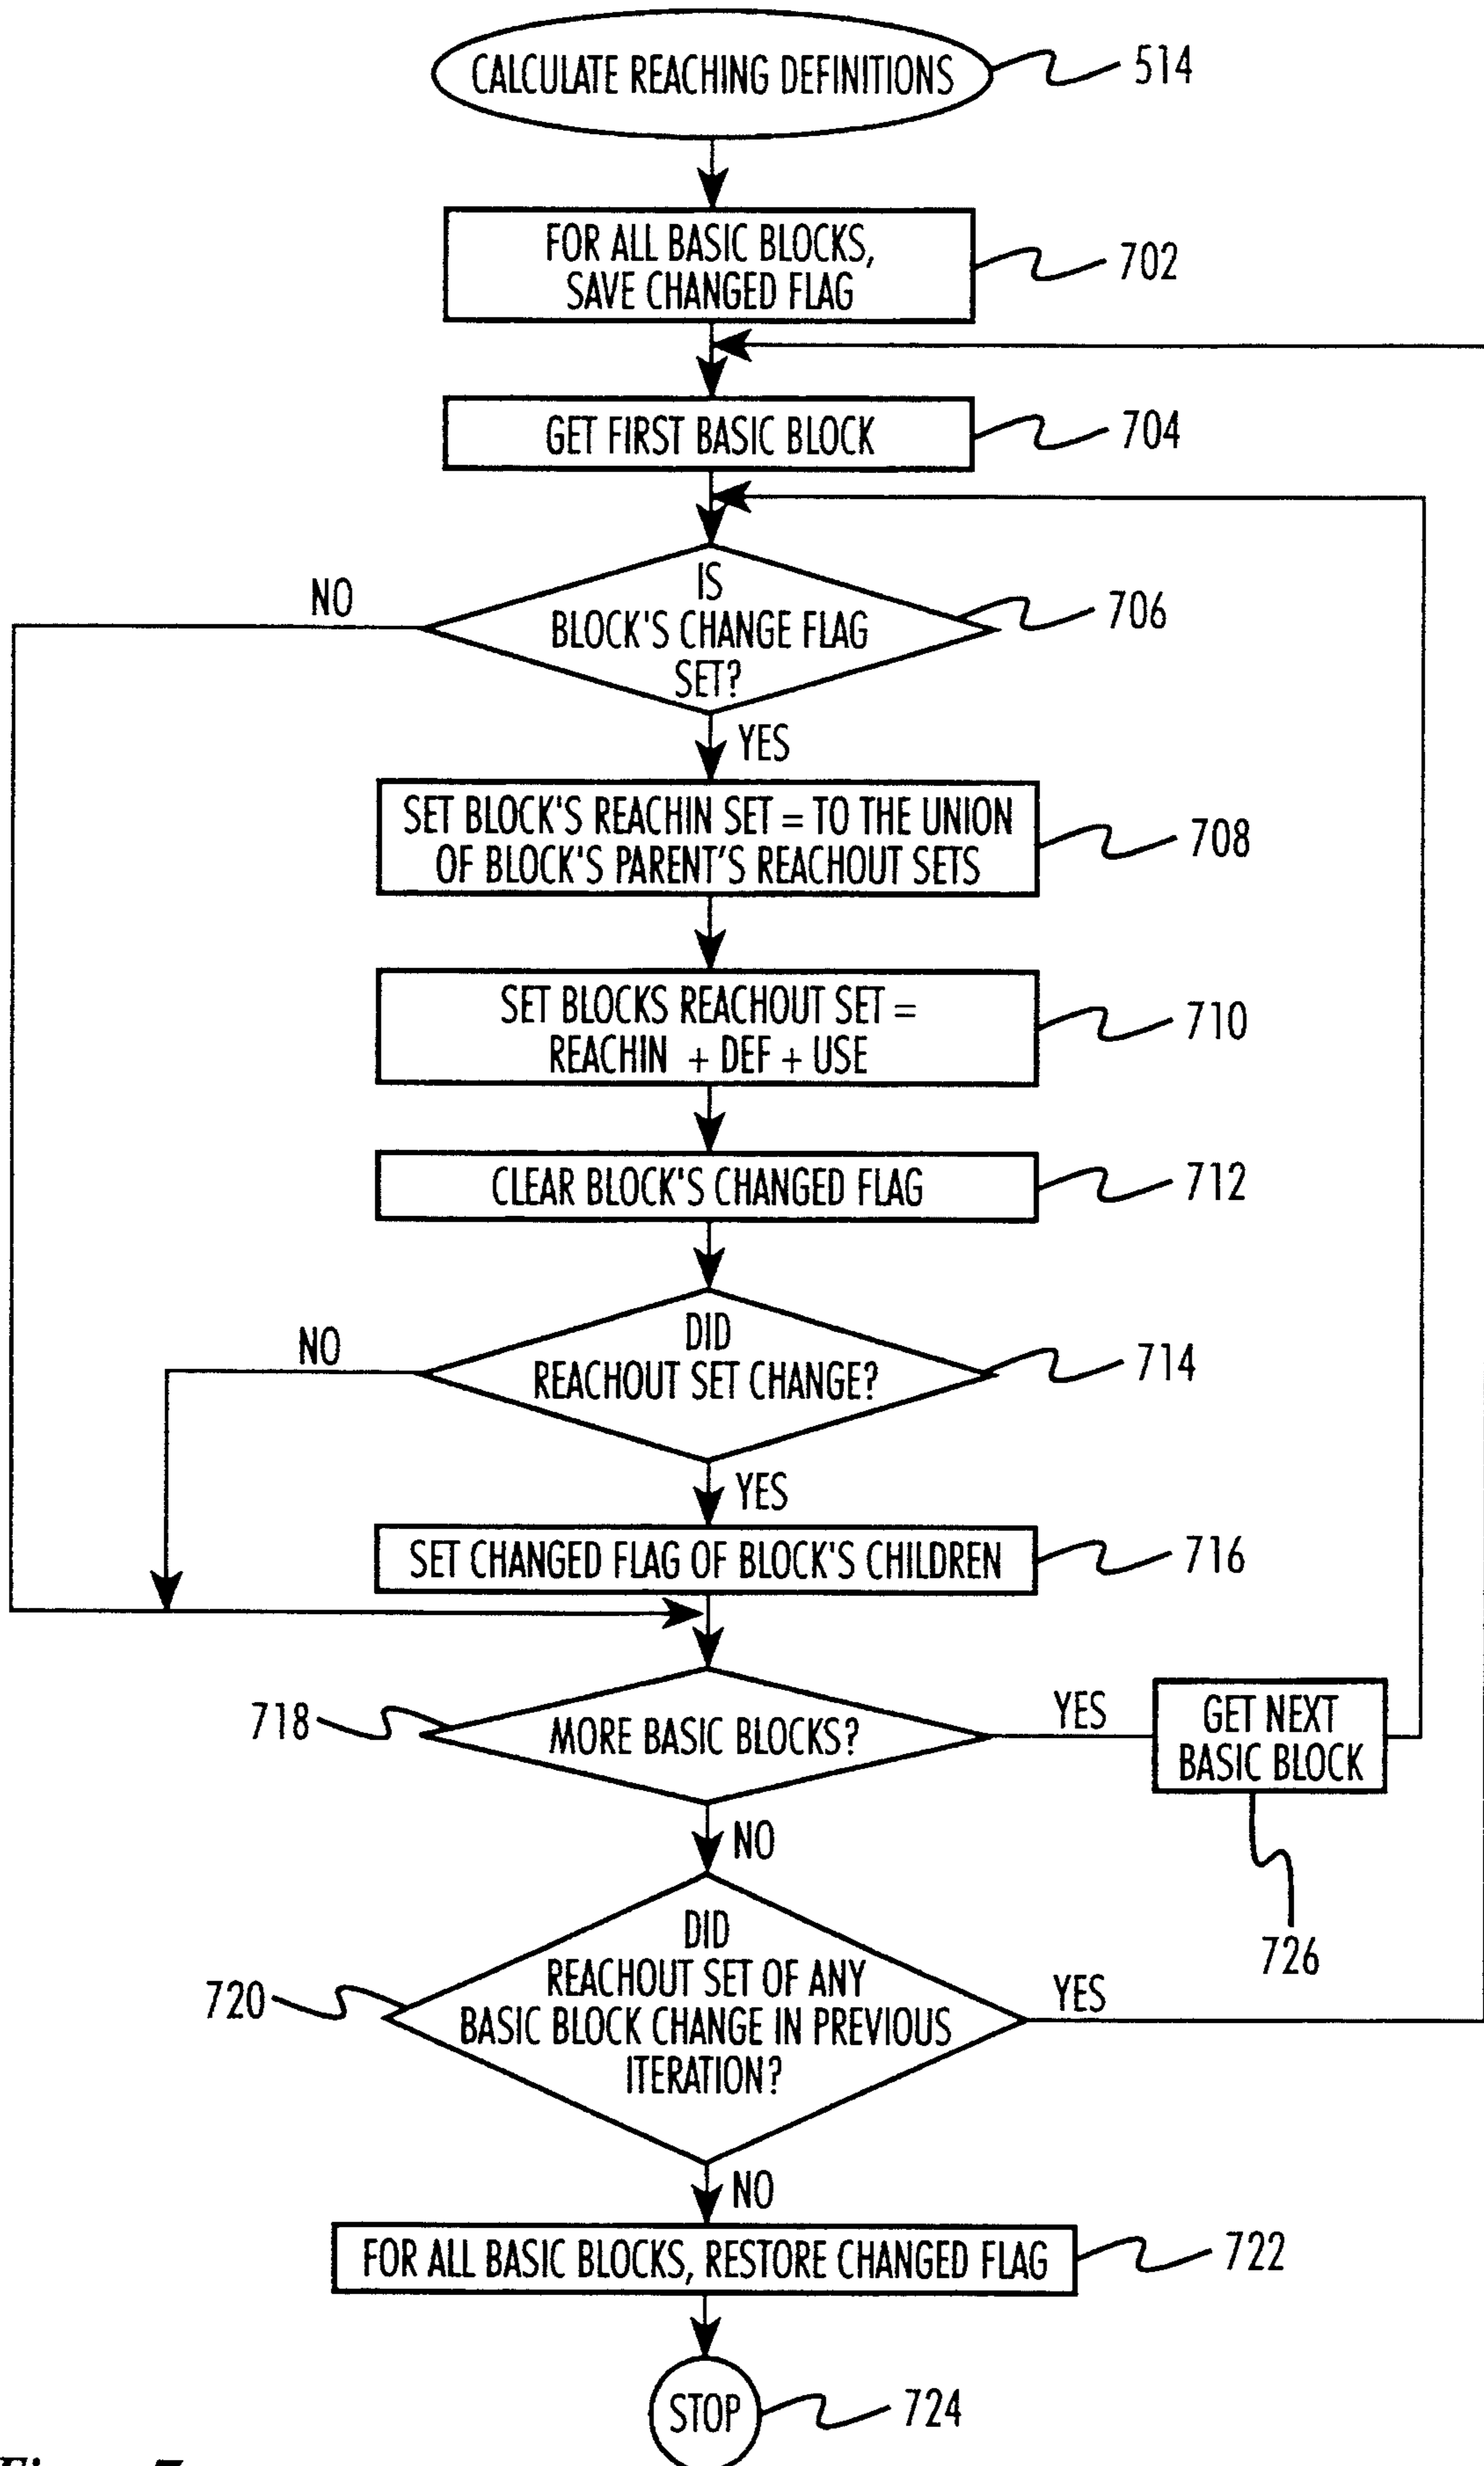 CALCULATE REACHING DEFINITIONS
514
FOR ALL BASIC BLOCKS,
SAVE CHANGED FLAG
702
GET FIRST BASIC BLOCK
704
IS
BLOCK'S CHANGE FLAG
SET?
706
NO
YES
SET BLOCK'S REACHIN SET = TO THE UNION
OF BLOCK'S PARENT'S REACHOUT SETS
708
SET BLOCKS REACHOUT SET =
REACHIN + DEF + USE
710
CLEAR BLOCK'S CHANGED FLAG
712
DID
REACHOUT SET CHANGE?
714
NO
YES
SET CHANGED FLAG OF BLOCK'S CHILDREN
716
718
MORE BASIC BLOCKS?
YES
GET NEXT
BASIC BLOCK
726
NO
720
DID
REACHOUT SET OF ANY
BASIC BLOCK CHANGE IN PREVIOUS
ITERATION?
YES
NO
FOR ALL BASIC BLOCKS, RESTORE CHANGED FLAG
722
STOP
724